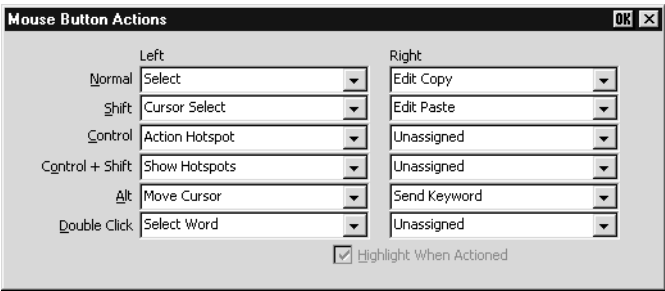 Mouse Button Actions OK
Left Right
Normal Select Edit Copy
Shift Cursor Select Edit Paste
Control Action Hotspot Unassigned
Control + Shift Show Hotspots Unassigned
Alt Move Cursor Send Keyword
Double Click Select Word Unassigned
Highlight When Actioned